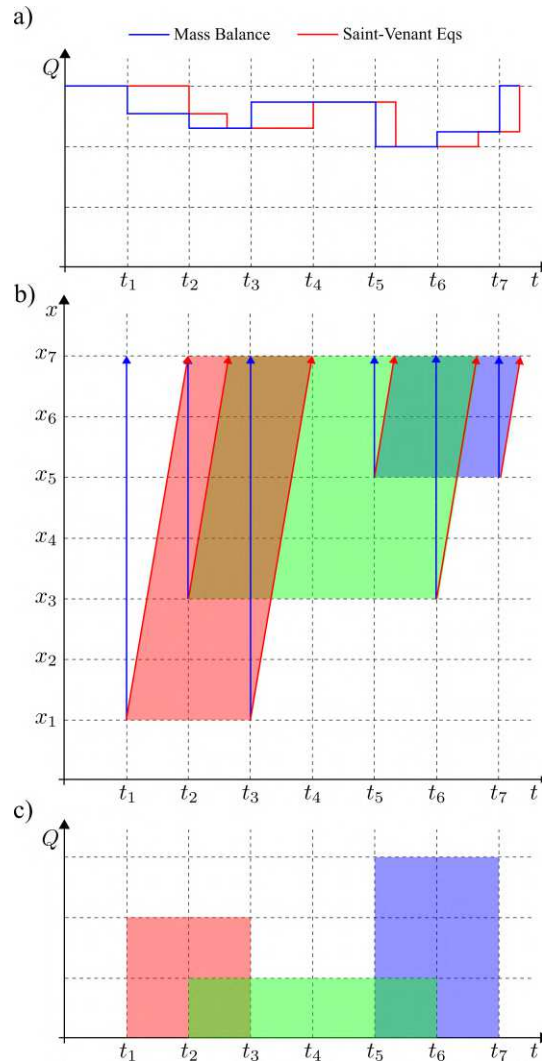 a)
Mass Balance Saint-Venant Eqs
Q
t₁ t₂ t₃ t₄ t₅ t₆ t₇ t
b)
x
x₇
x₆
x₅
x₄
x₃
x₂
x₁
t₁ t₂ t₃ t₄ t₅ t₆ t₇ t
c)
Q
t₁ t₂ t₃ t₄ t₅ t₆ t₇ t